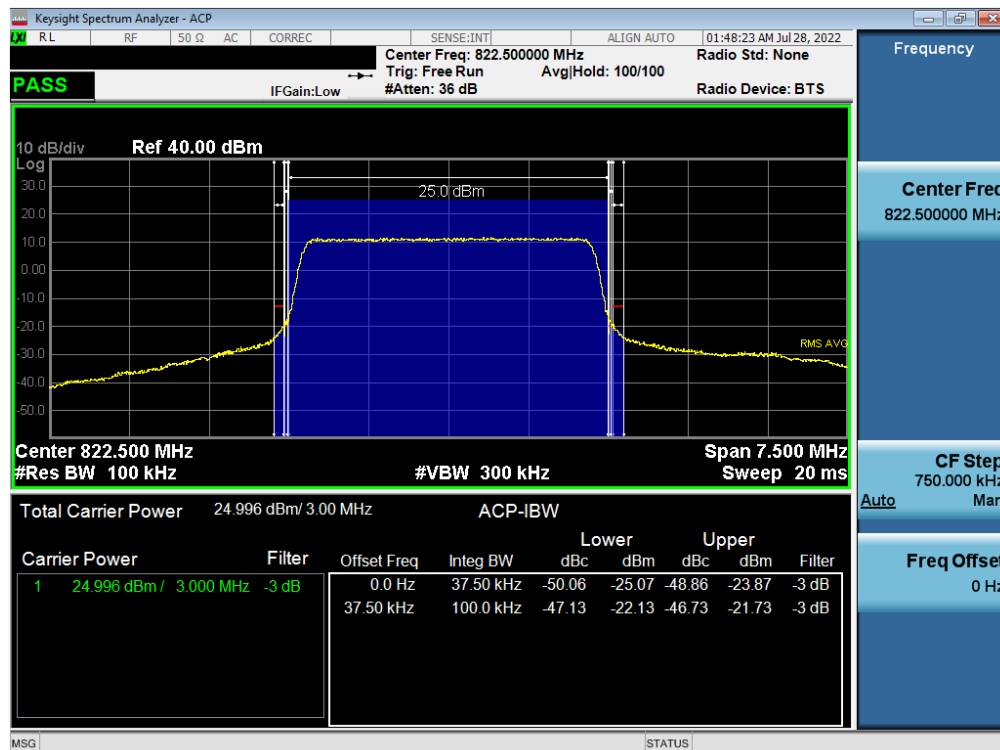 Keysight Spectrum Analyzer - ACP
LXI RL RF 50 Ω AC CORREC SENSE:INT ALIGN AUTO 01:48:23 AM Jul 28, 2022
Center Freq: 822.500000 MHz Radio Std: None
Trig: Free Run Avg|Hold: 100/100
PASS IFGain:Low #Atten: 36 dB Radio Device: BTS
10 dB/div Ref 40.00 dBm
Log
30.0
25.0 dBm
20.0
10.0
0.00
-10.0
-20.0
-30.0
RMS AVG
-40.0
-50.0
Center 822.500 MHz Span 7.500 MHz
#Res BW 100 kHz #VBW 300 kHz Sweep 20 ms
Total Carrier Power 24.996 dBm/ 3.00 MHz ACP-IBW
Lower Upper
Carrier Power Filter Offset Freq Integ BW dBc dBm dBc dBm Filter
1 24.996 dBm / 3.000 MHz -3 dB 0.0 Hz 37.50 kHz -50.06 -25.07 -48.86 -23.87 -3 dB
37.50 kHz 100.0 kHz -47.13 -22.13 -46.73 -21.73 -3 dB
MSG STATUS
Frequency
Center Freq
822.500000 MHz
CF Step
750.000 kHz
Auto Man
Freq Offset
0 Hz